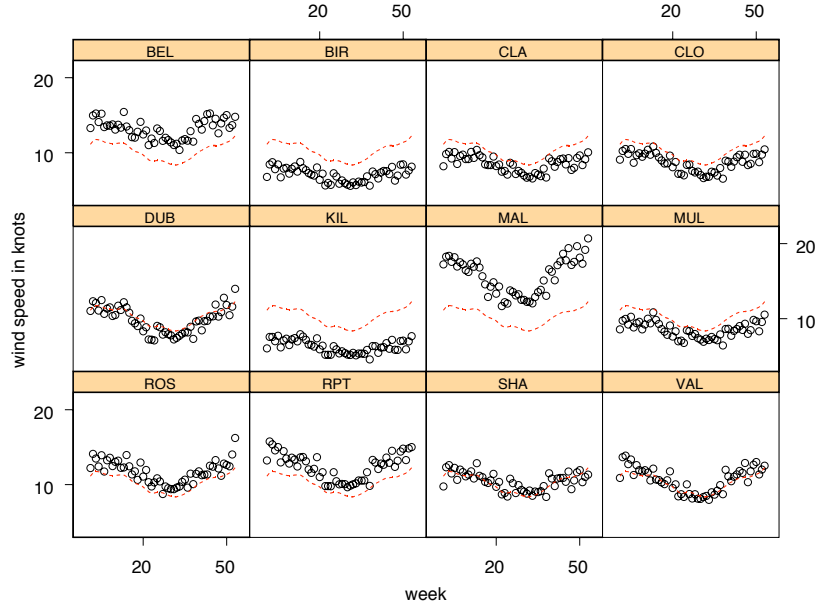 20 50 20 50
BEL BIR CLA CLO
20
10
DUB KIL MAL MUL
20
10
wind speed in knots
ROS RPT SHA VAL
20
10
20 50 20 50
week